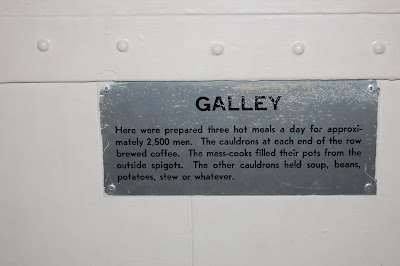 GALLEY
Here were prepared three hot meals a day for approxi-
mately 2,500 men. The cauldrons at each end of the row
brewed coffee. The mess-cooks filled their pots from the
outside spigots. The other cauldrons held soup, beans,
potatoes, stew or whatever.